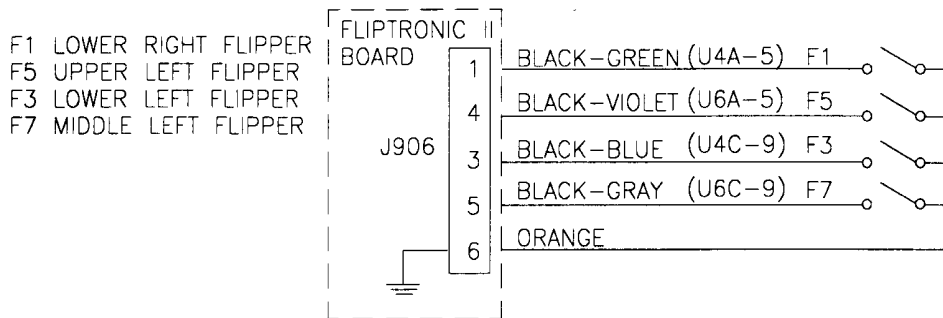 F1 LOWER RIGHT FLIPPER
F5 UPPER LEFT FLIPPER
F3 LOWER LEFT FLIPPER
F7 MIDDLE LEFT FLIPPER
FLIPTRONIC II
BOARD
J906
1 BLACK-GREEN (U4A-5) F1
4 BLACK-VIOLET (U6A-5) F5
3 BLACK-BLUE (U4C-9) F3
5 BLACK-GRAY (U6C-9) F7
6 ORANGE